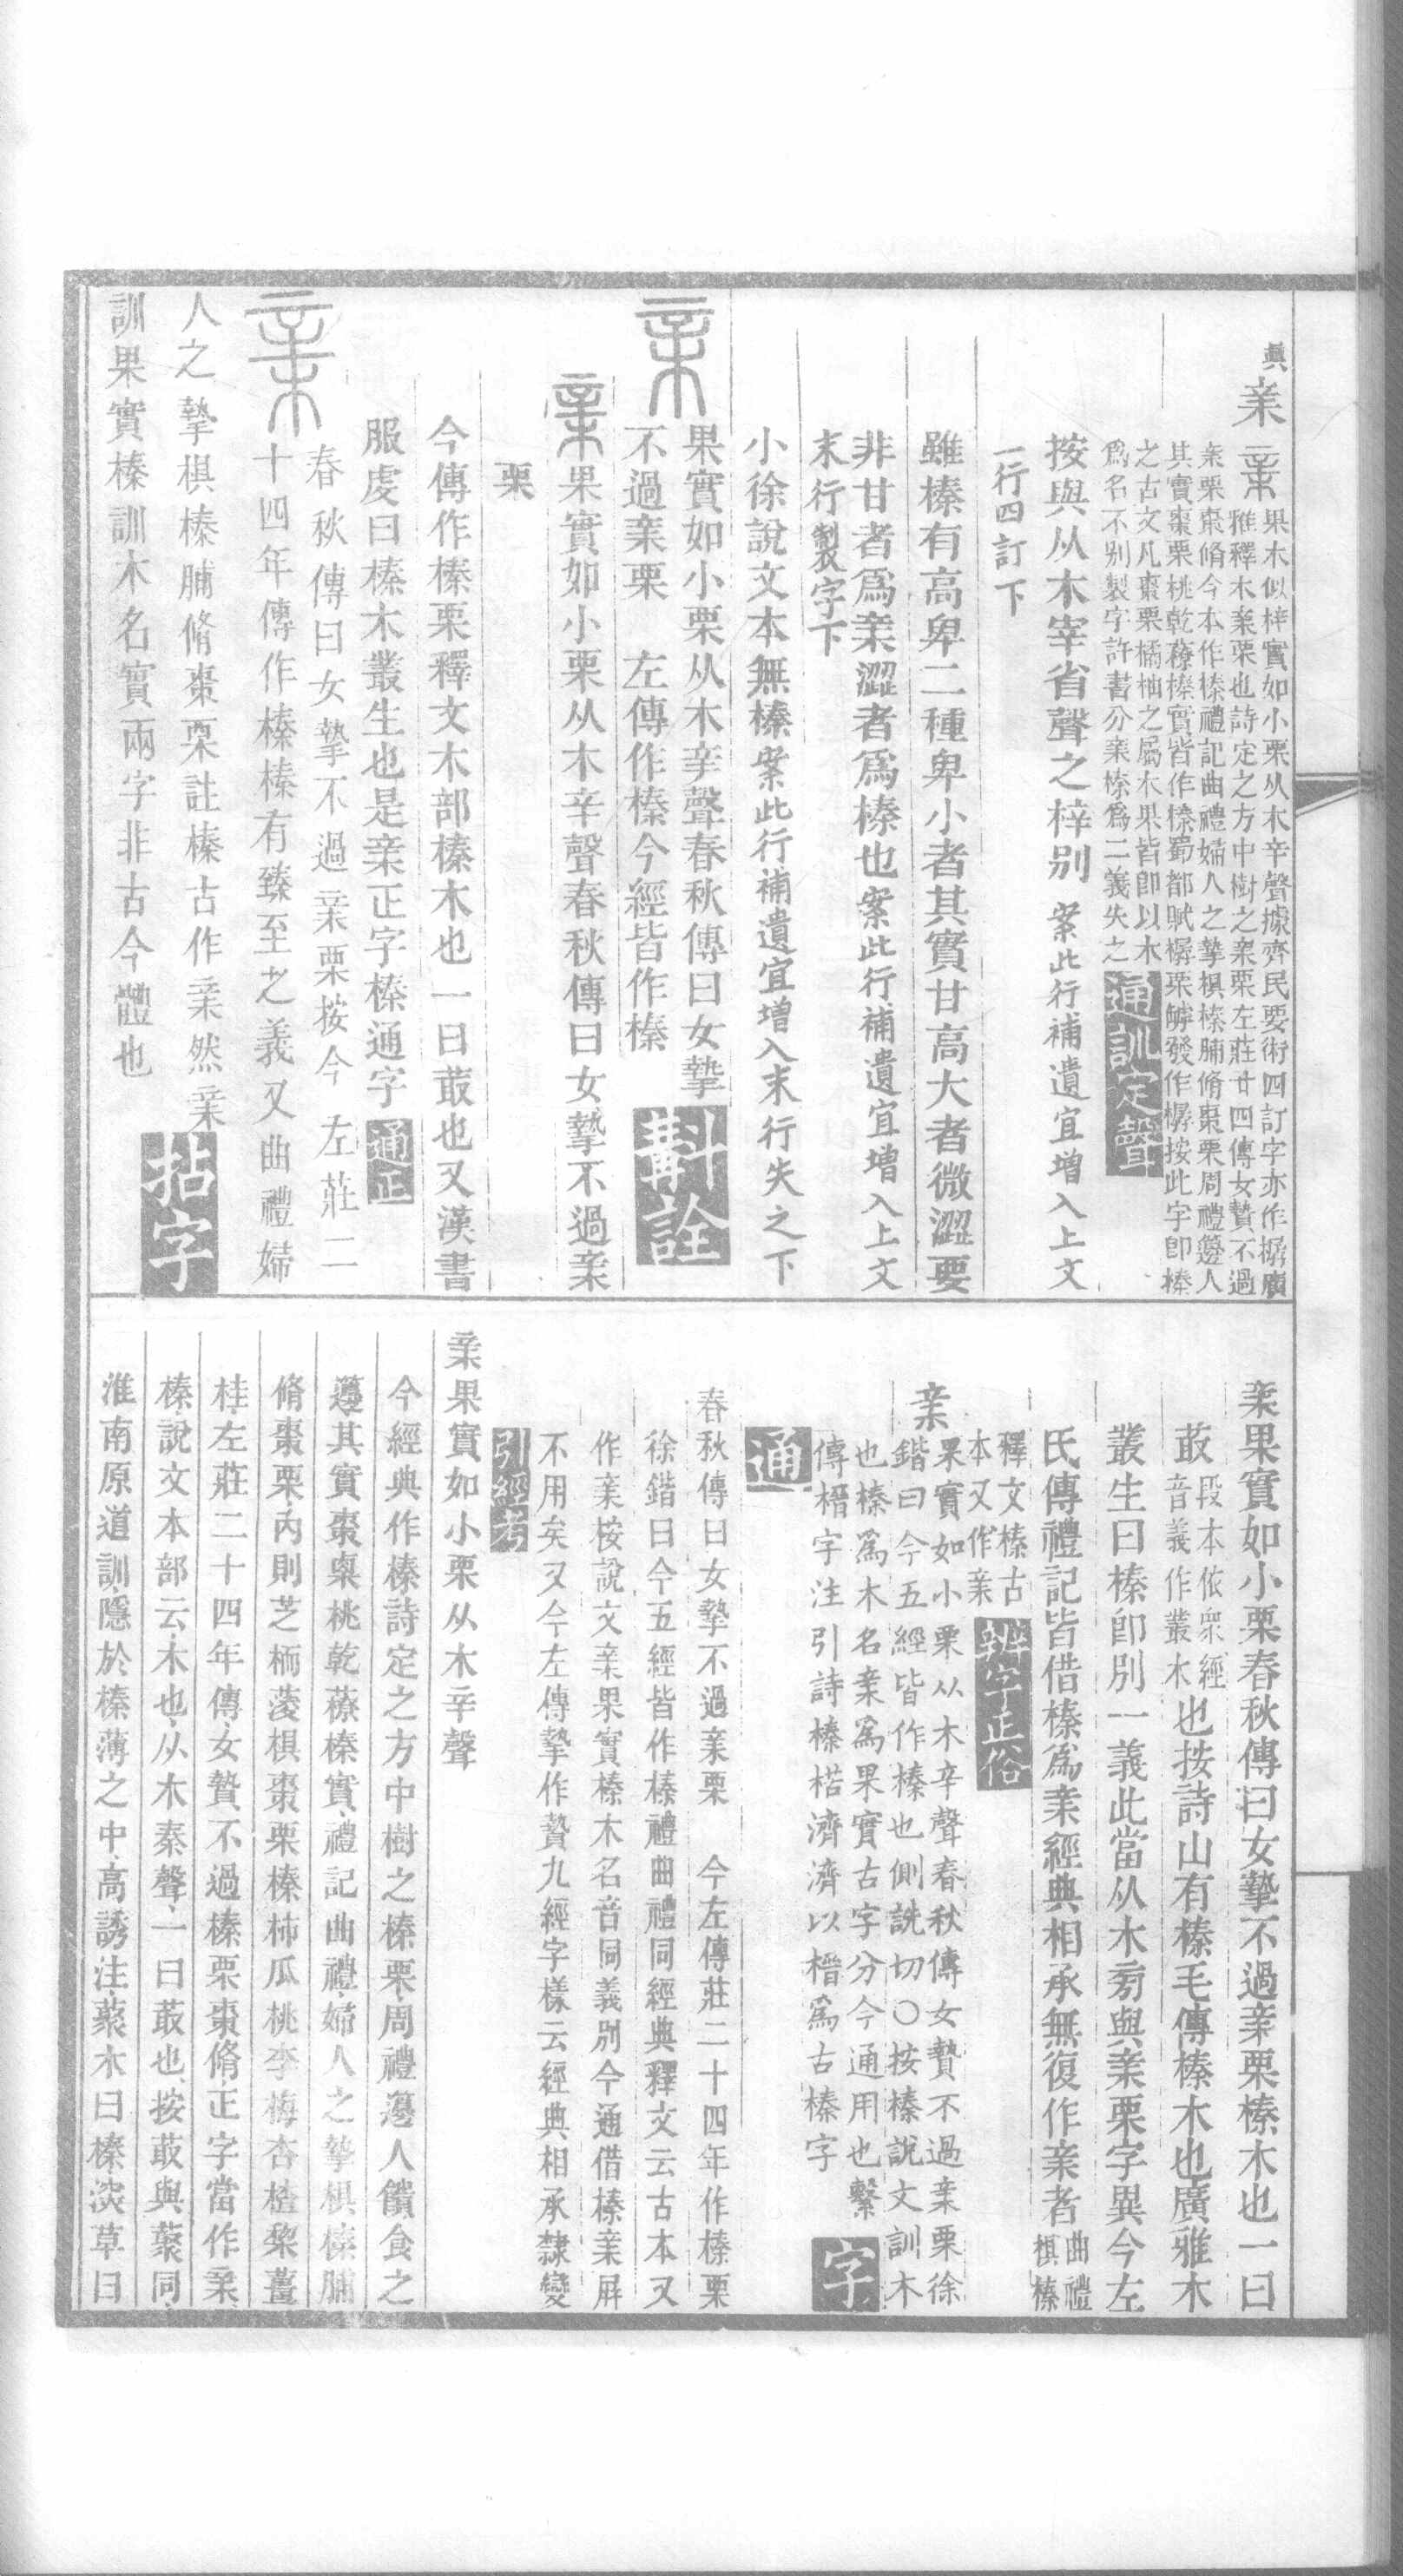 眞 亲
果木似梓實如小栗从木辛聲據齊民要術四訂字亦作榛廣
雅釋木亲栗也詩定之方中樹之亲栗左莊廿四傳女贄不過
亲栗棗脩今本作榛禮記曲禮婦人之摯椇榛脯脩棗栗周禮籩人
其實棗栗桃乾䕩榛實皆作榛蜀都賦榛栗罅發作樼按此字卽榛
之古文凡棗栗橘柚之屬木果皆卽以木
爲名不别製字許書分亲榛爲二義失之
通訓定聲
按與从木宰省聲之梓别 案此行補遺宜增入上文
一行四訂下
雖榛有高卑二種卑小者其實甘高大者微澀要
非甘者爲亲澀者爲榛也案此行補遺宜增入上文
末行製字下
小徐說文本無榛案此行補遺宜增入末行失之下
亲
果實如小栗从木辛聲春秋傳曰女摯
不過亲栗 左傳作榛今經皆作榛
斠詮
亲果實如小栗从木辛聲春秋傳曰女摯不過亲
栗
今傳作榛栗釋文木部榛木也一曰菆也又漢書
服虔曰榛木叢生也是亲正字榛通字
通正
亲
春秋傳曰女摯不過亲栗按今左莊二
十四年傳作榛榛有臻至之義又曲禮婦
人之摯椇榛脯脩棗栗註榛古作亲然亲
訓果實榛訓木名實兩字非古今體也
拈字
亲果實如小栗春秋傳曰女摯不過亲栗榛木也一曰
菆段本依衆經音義作叢木也按詩山有榛毛傳榛木也廣雅木
叢生曰榛卽别一義此當从木旁與亲栗字異今左
氏傳禮記皆借榛爲亲經典相承無復作亲者曲禮椇榛
釋文榛古本又作亲
辨字正俗
亲
果實如小栗从木辛聲春秋傳女贄不過亲栗徐
鍇曰今五經皆作榛也側詵切〇按榛說文訓木
也榛爲木名亲爲果實古字分今通用也繫
傳榗字注引詩榛楛濟濟以榗爲古榛字
字
通
春秋傳曰女摯不過亲栗 今左傳莊二十四年作榛栗
徐鍇曰今五經皆作榛禮曲禮同經典釋文云古本又
作亲桉說文亲果實榛木名音同義別今通借榛亲屛
不用矣又今左傳摯作贄九經字樣云經典相承隸變
引經考
亲果實如小栗从木辛聲
今經典作榛詩定之方中樹之榛栗周禮籩人饋食之
籩其實棗㮚桃乾䕩榛實禮記曲禮婦人之摯椇榛脯
脩棗栗內則芝栭蔆椇棗栗榛柿瓜桃李梅杏楂棃薑
桂左莊二十四年傳女贄不過榛栗棗脩正字當作亲
榛說文木部云木也从木秦聲一曰菆也按菆與藂同
淮南原道訓隱於榛薄之中高誘注藂木曰榛深草曰